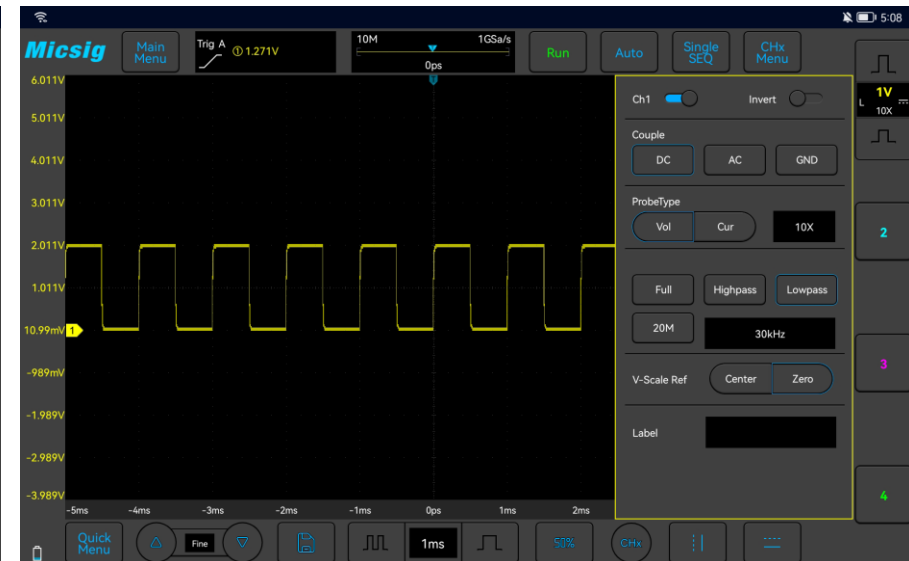 5:08
Micsig
Main Menu
Trig A ① 1.271V
10M 1GSa/s
0ps
Run
Auto
Single SEQ
CHx Menu
6.011V
5.011V
4.011V
3.011V
2.011V
1.011V
10.99mV 1
-989mV
-1.989V
-2.989V
-3.989V
-5ms -4ms -3ms -2ms -1ms 0ps 1ms 2ms
Ch1 Invert
Couple
DC AC GND
ProbeType
Vol Cur 10X
Full Highpass Lowpass
20M 30kHz
V-Scale Ref Center Zero
Label
1V
L 10X
2
3
4
Quick Menu
Fine
1ms
50%
CHx